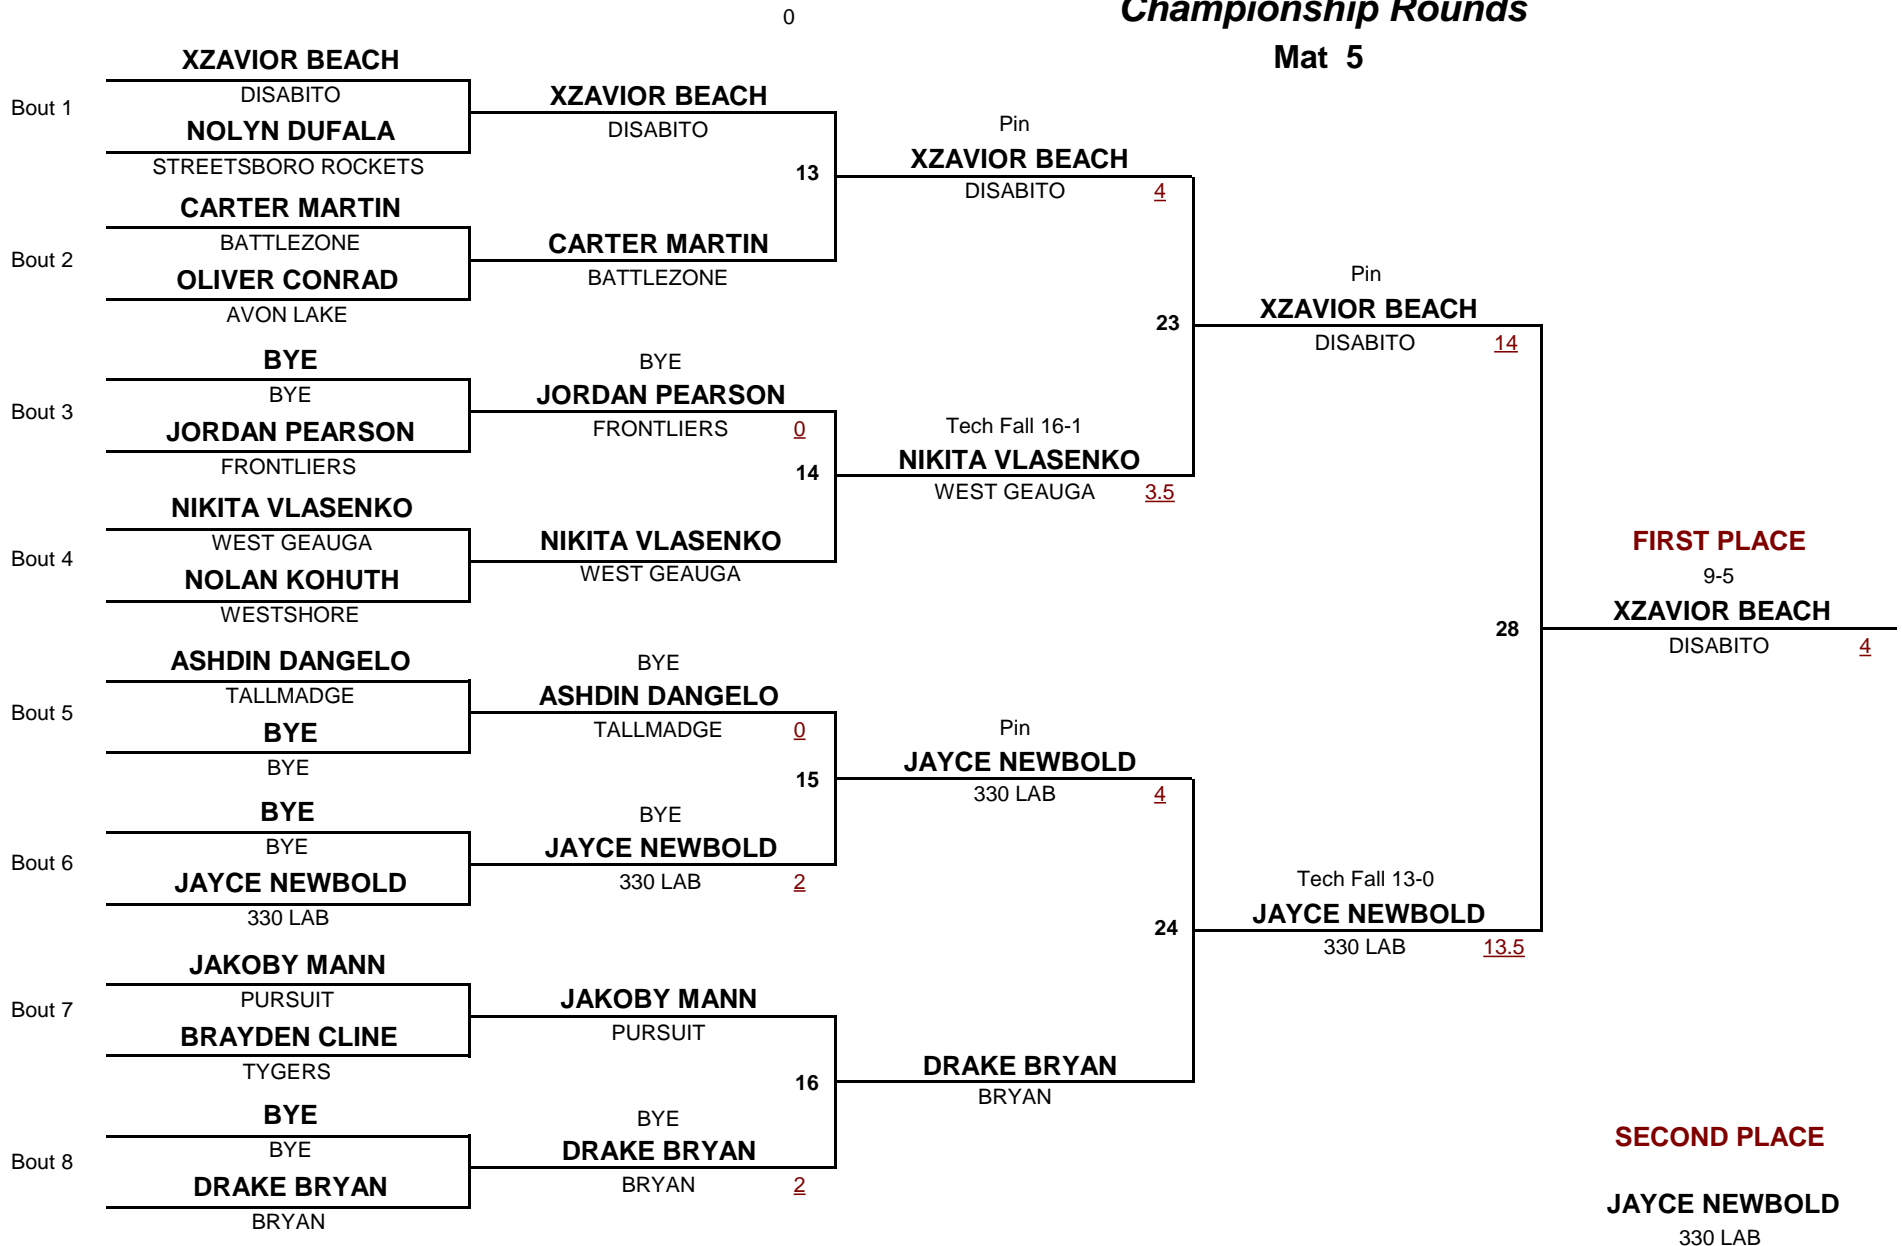 0
Championship Rounds
Mat 5
XZAVIOR BEACH
DISABITO
Bout 1
NOLYN DUFALA
STREETSBORO ROCKETS
CARTER MARTIN
BATTLEZONE
Bout 2
OLIVER CONRAD
AVON LAKE
BYE
BYE
Bout 3
JORDAN PEARSON
FRONTLIERS
NIKITA VLASENKO
WEST GEAUGA
Bout 4
NOLAN KOHUTH
WESTSHORE
ASHDIN DANGELO
TALLMADGE
Bout 5
BYE
BYE
BYE
BYE
Bout 6
JAYCE NEWBOLD
330 LAB
JAKOBY MANN
PURSUIT
Bout 7
BRAYDEN CLINE
TYGERS
BYE
BYE
Bout 8
DRAKE BRYAN
BRYAN
XZAVIOR BEACH
DISABITO
13
CARTER MARTIN
BATTLEZONE
BYE
JORDAN PEARSON
FRONTLIERS 0
14
NIKITA VLASENKO
WEST GEAUGA
BYE
ASHDIN DANGELO
TALLMADGE 0
15
BYE
JAYCE NEWBOLD
330 LAB 2
JAKOBY MANN
PURSUIT
16
BYE
DRAKE BRYAN
BRYAN 2
Pin
XZAVIOR BEACH
DISABITO 4
23
Tech Fall 16-1
NIKITA VLASENKO
WEST GEAUGA 3.5
Pin
JAYCE NEWBOLD
330 LAB 4
24
DRAKE BRYAN
BRYAN
Pin
XZAVIOR BEACH
DISABITO 14
28
Tech Fall 13-0
JAYCE NEWBOLD
330 LAB 13.5
FIRST PLACE
9-5
XZAVIOR BEACH
DISABITO 4
SECOND PLACE
JAYCE NEWBOLD
330 LAB